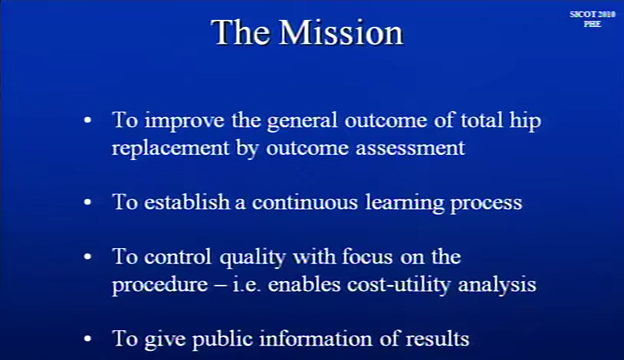 SICOT 2010
PHE
The Mission
• To improve the general outcome of total hip
replacement by outcome assessment
• To establish a continuous learning process
• To control quality with focus on the
procedure – i.e. enables cost-utility analysis
• To give public information of results